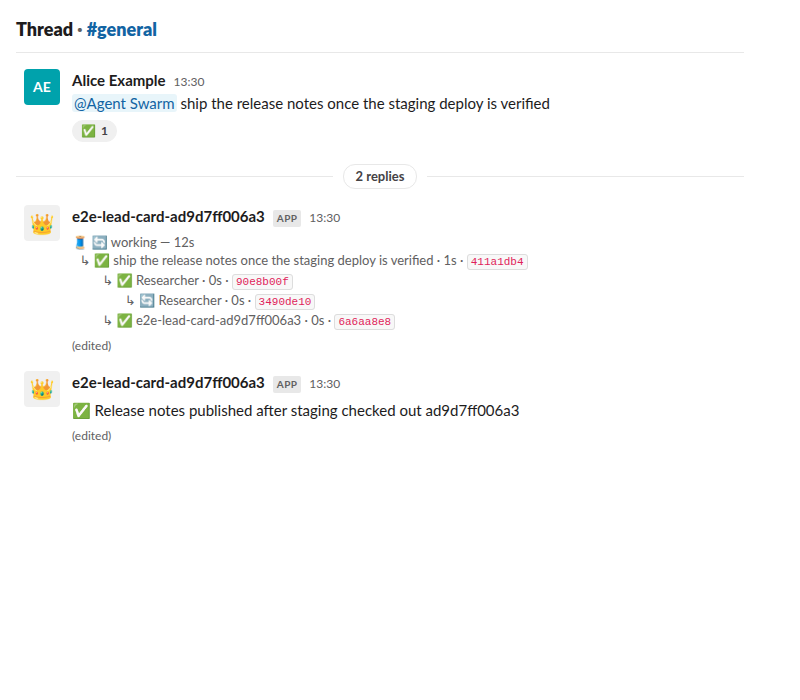 Thread • #general
AE
Alice Example 13:30
@Agent Swarm ship the release notes once the staging deploy is verified
✅ 1
2 replies
e2e-lead-card-ad9d7ff006a3 APP 13:30
🧵 🔄 working — 12s
↳ ✅ ship the release notes once the staging deploy is verified · 1s · 411a1db4
↳ ✅ Researcher · 0s · 90e8b00f
↳ 🔄 Researcher · 0s · 3490de10
↳ ✅ e2e-lead-card-ad9d7ff006a3 · 0s · 6a6aa8e8
(edited)
e2e-lead-card-ad9d7ff006a3 APP 13:30
✅ Release notes published after staging checked out ad9d7ff006a3
(edited)